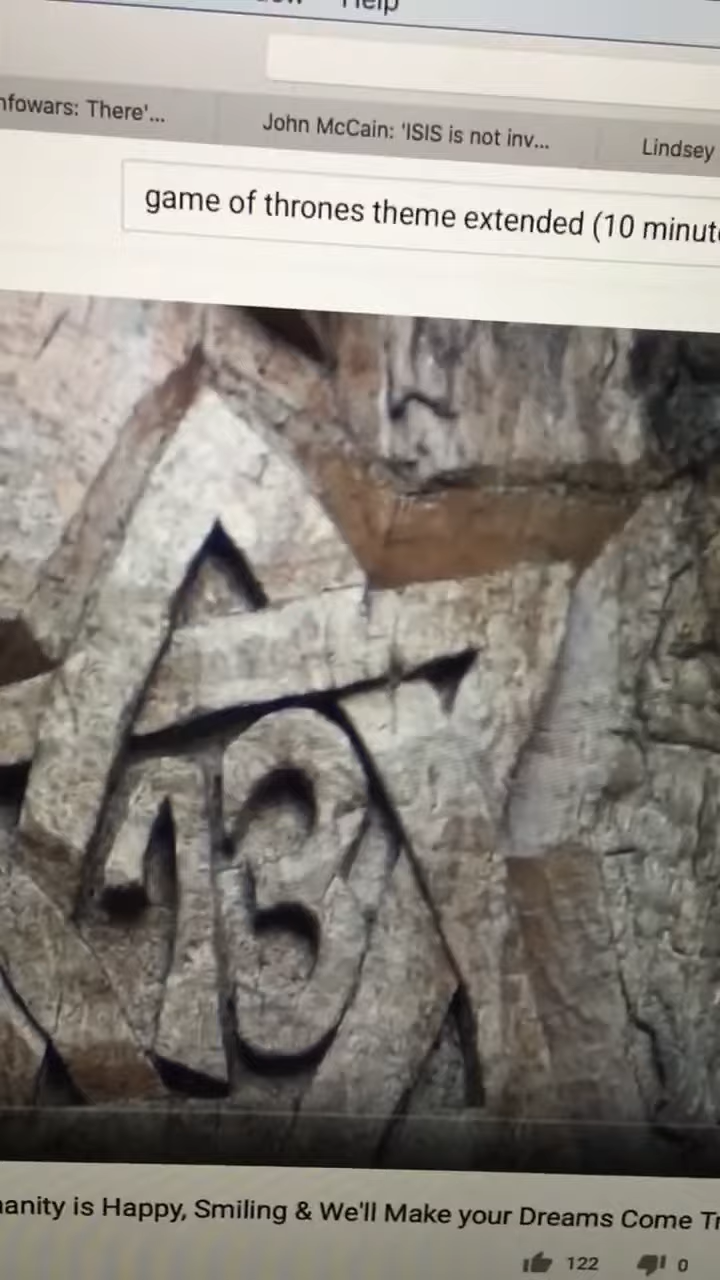 Help
nfowars: There'... John McCain: 'ISIS is not inv... Lindsey
game of thrones theme extended (10 minut
13
anity is Happy, Smiling & We'll Make your Dreams Come Tr
122 0